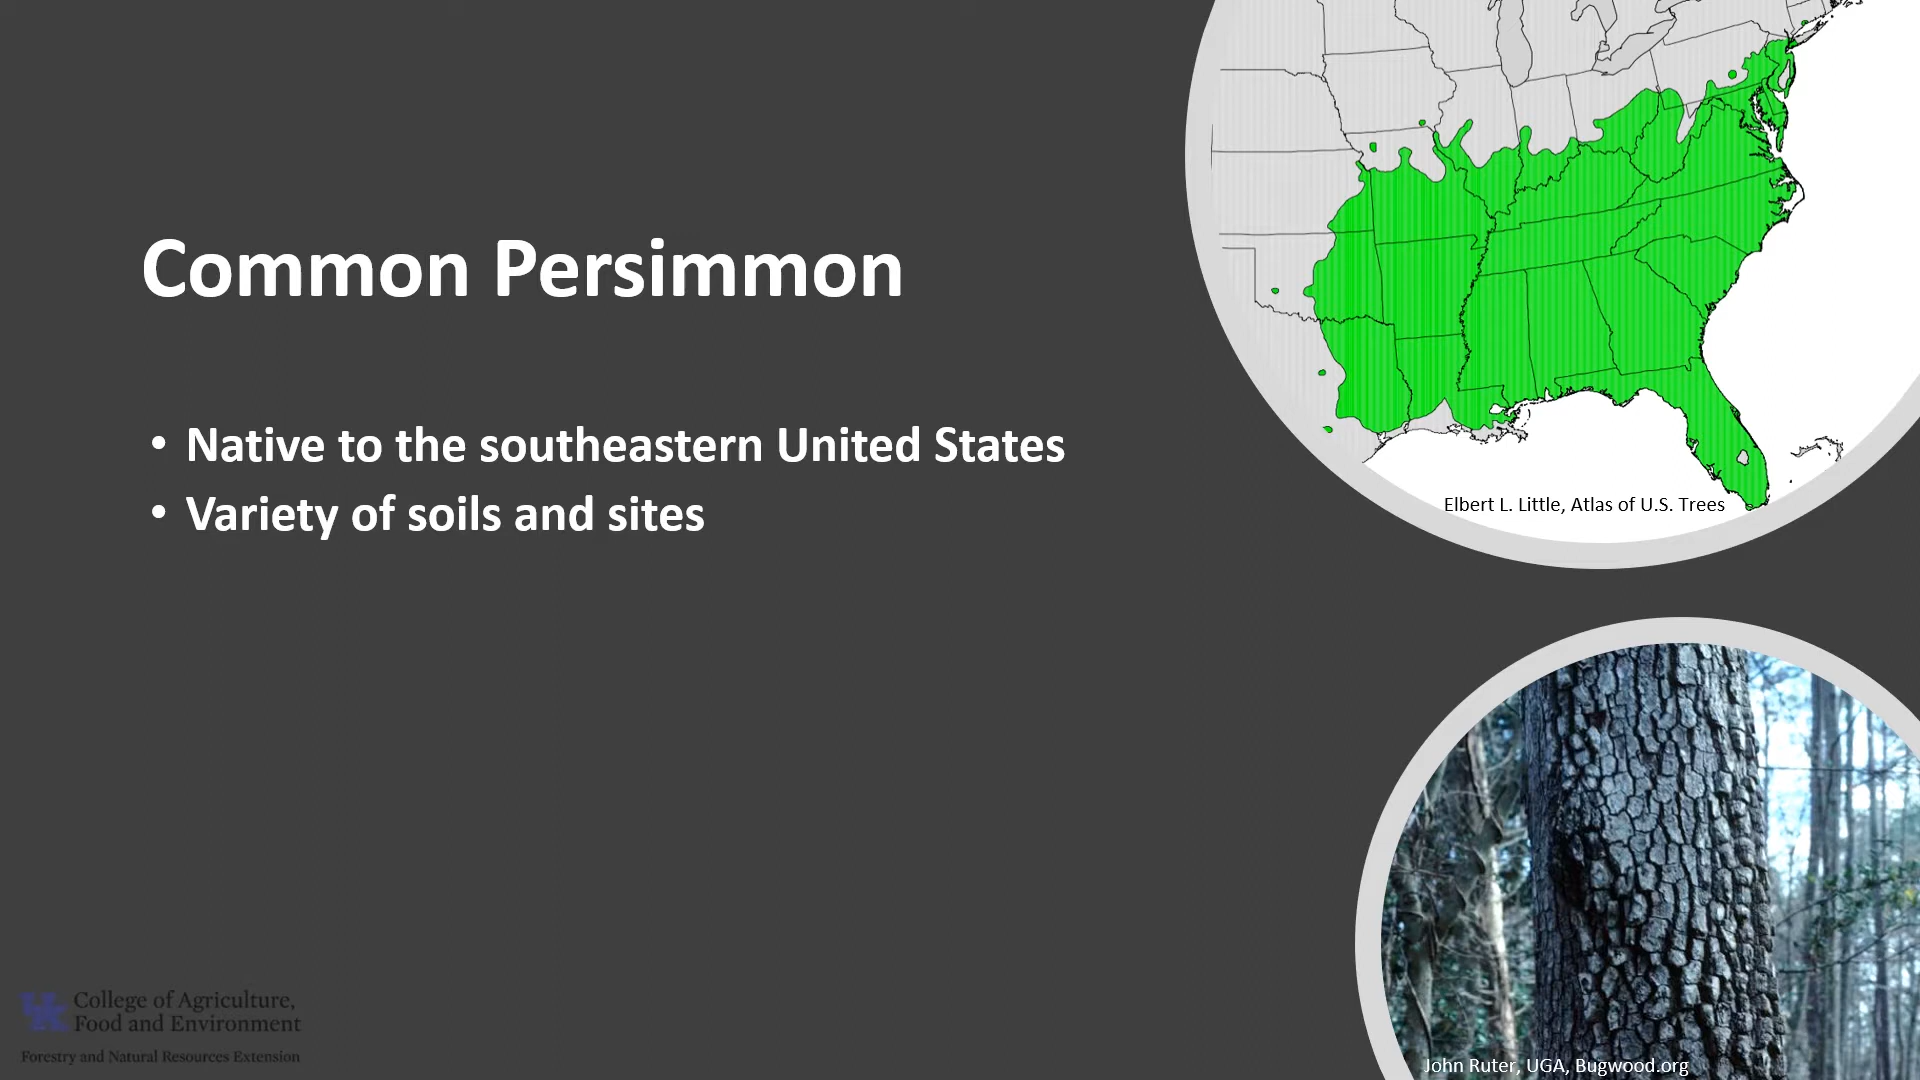 Common Persimmon
• Native to the southeastern United States
• Variety of soils and sites
Elbert L. Little, Atlas of U.S. Trees
John Ruter, UGA, Bugwood.org
UK College of Agriculture,
Food and Environment
Forestry and Natural Resources Extension